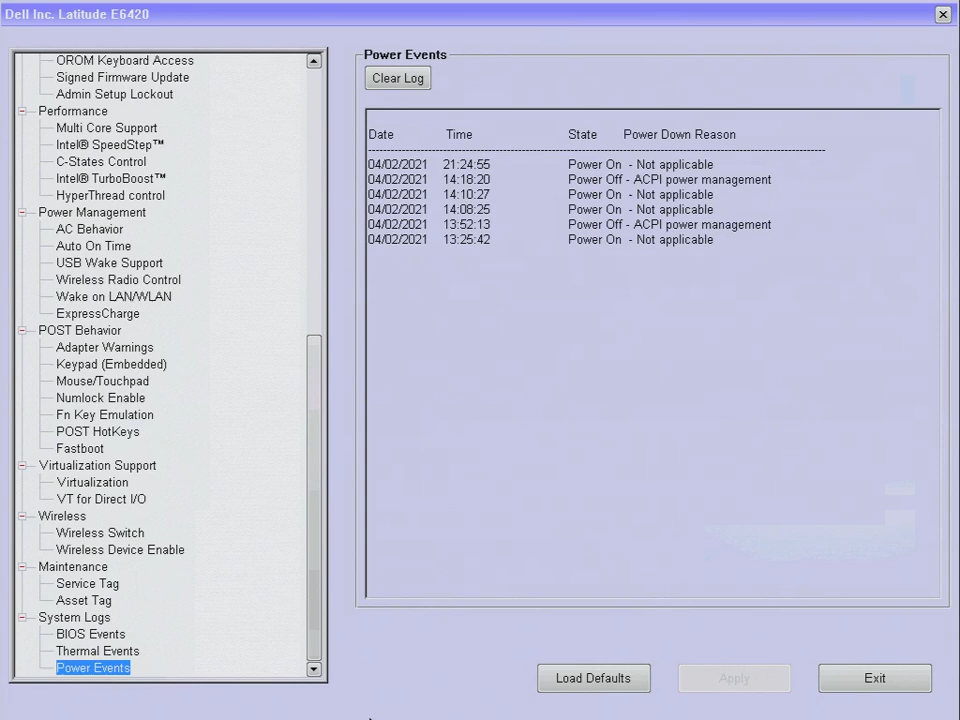 Dell Inc. Latitude E6420
OROM Keyboard Access
Signed Firmware Update
Admin Setup Lockout
Performance
Multi Core Support
Intel® SpeedStep™
C-States Control
Intel® TurboBoost™
HyperThread control
Power Management
AC Behavior
Auto On Time
USB Wake Support
Wireless Radio Control
Wake on LAN/WLAN
ExpressCharge
POST Behavior
Adapter Warnings
Keypad (Embedded)
Mouse/Touchpad
Numlock Enable
Fn Key Emulation
POST HotKeys
Fastboot
Virtualization Support
Virtualization
VT for Direct I/O
Wireless
Wireless Switch
Wireless Device Enable
Maintenance
Service Tag
Asset Tag
System Logs
BIOS Events
Thermal Events
Power Events
Power Events
Clear Log
Date Time State Power Down Reason
04/02/2021 21:24:55 Power On - Not applicable
04/02/2021 14:18:20 Power Off - ACPI power management
04/02/2021 14:10:27 Power On - Not applicable
04/02/2021 14:08:25 Power On - Not applicable
04/02/2021 13:52:13 Power Off - ACPI power management
04/02/2021 13:25:42 Power On - Not applicable
Load Defaults
Apply
Exit